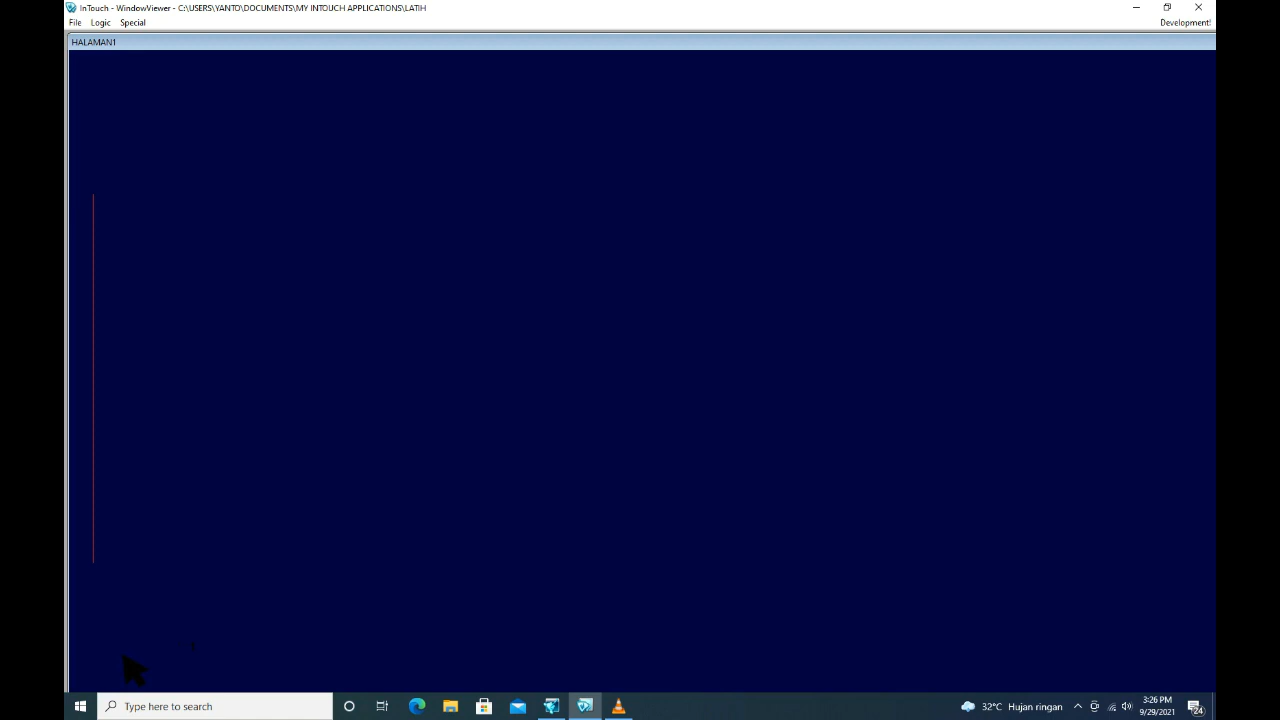 InTouch - WindowViewer - C:\USERS\YANTO\DOCUMENTS\MY INTOUCH APPLICATIONS\LATIH
File Logic Special Development!
HALAMAN1
Type here to search
32°C Hujan ringan
3:26 PM
9/29/2021
24